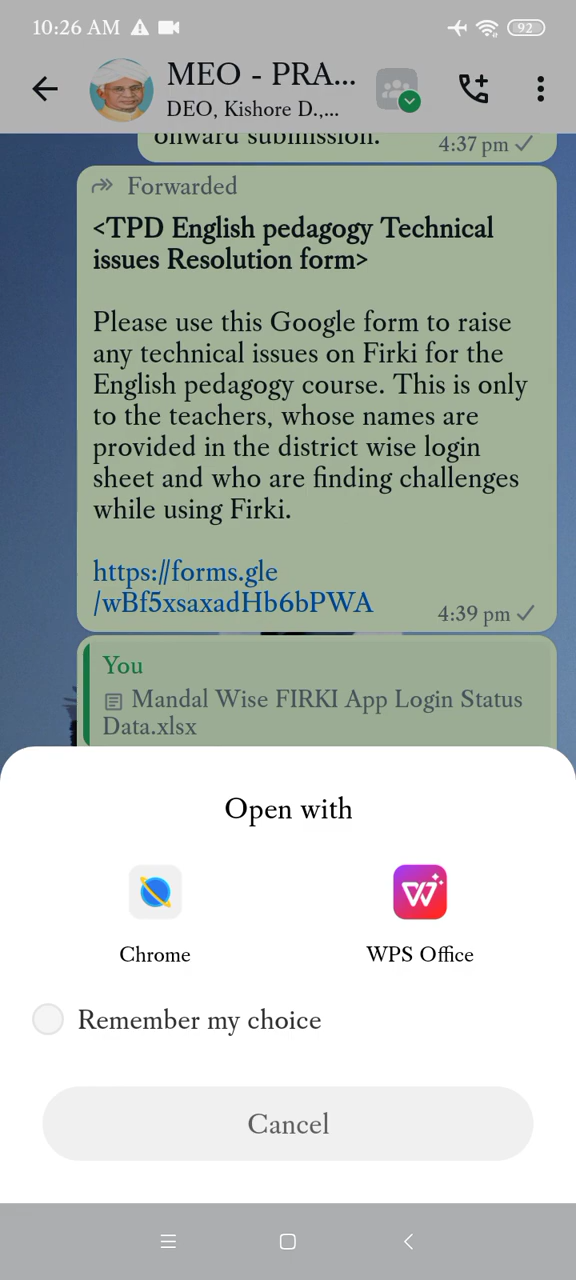 10:26 AM
92
MEO - PRA...
DEO, Kishore D.,...
onward submission.
4:37 pm
Forwarded
<TPD English pedagogy Technical
issues Resolution form>
Please use this Google form to raise
any technical issues on Firki for the
English pedagogy course. This is only
to the teachers, whose names are
provided in the district wise login
sheet and who are finding challenges
while using Firki.
https://forms.gle
/wBf5xsaxadHb6bPWA
4:39 pm
You
Mandal Wise FIRKI App Login Status
Data.xlsx
Open with
Chrome
WPS Office
Remember my choice
Cancel